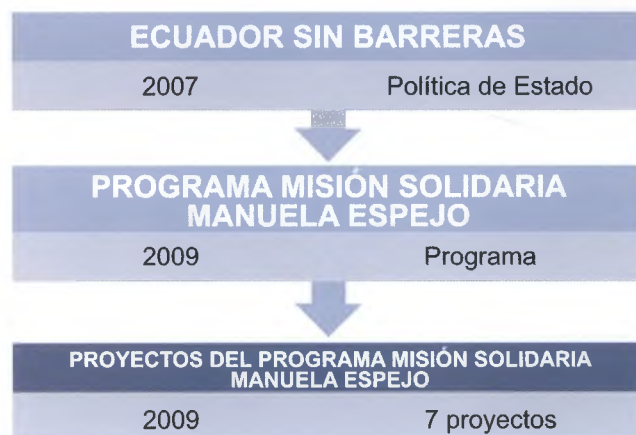 ECUADOR SIN BARRERAS
2007 Política de Estado
PROGRAMA MISIÓN SOLIDARIA
MANUELA ESPEJO
2009 Programa
PROYECTOS DEL PROGRAMA MISIÓN SOLIDARIA
MANUELA ESPEJO
2009 7 proyectos